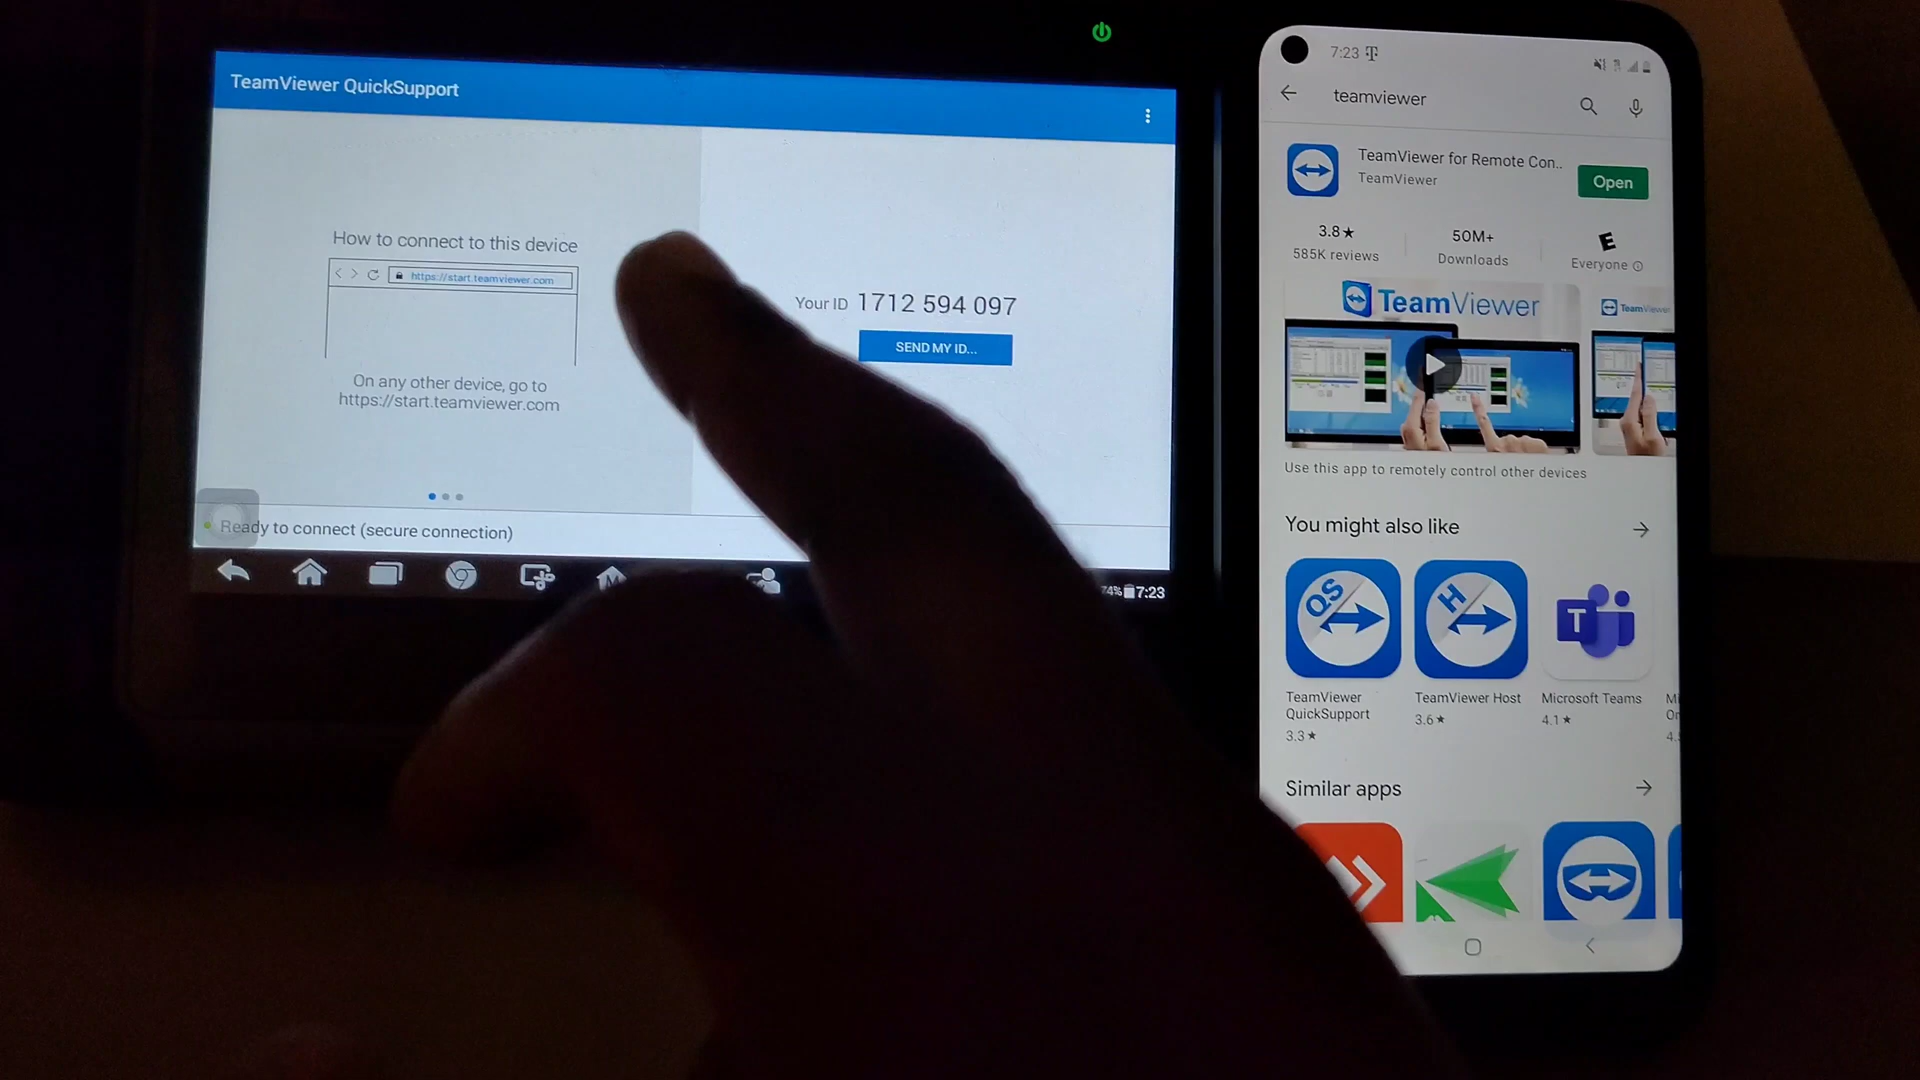 TeamViewer QuickSupport
How to connect to this device
https://start.teamviewer.com
On any other device, go to
https://start.teamviewer.com
Your ID 1712 594 097
SEND MY ID...
Ready to connect (secure connection)
74% 7:23
7:23
teamviewer
TeamViewer for Remote Con..
TeamViewer
Open
3.8★
585K reviews
50M+
Downloads
E
Everyone
TeamViewer
TeamViewer
Use this app to remotely control other devices
You might also like
QS
H
T
TeamViewer
QuickSupport
3.3★
TeamViewer Host
3.6★
Microsoft Teams
4.1★
Similar apps